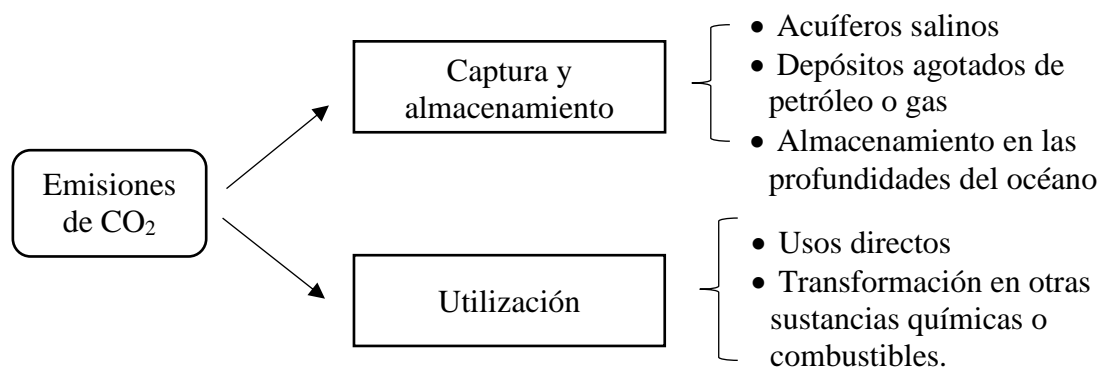 Emisiones
de CO₂
Captura y
almacenamiento
• Acuíferos salinos
• Depósitos agotados de
petróleo o gas
• Almacenamiento en las
profundidades del océano
Utilización
• Usos directos
• Transformación en otras
sustancias químicas o
combustibles.